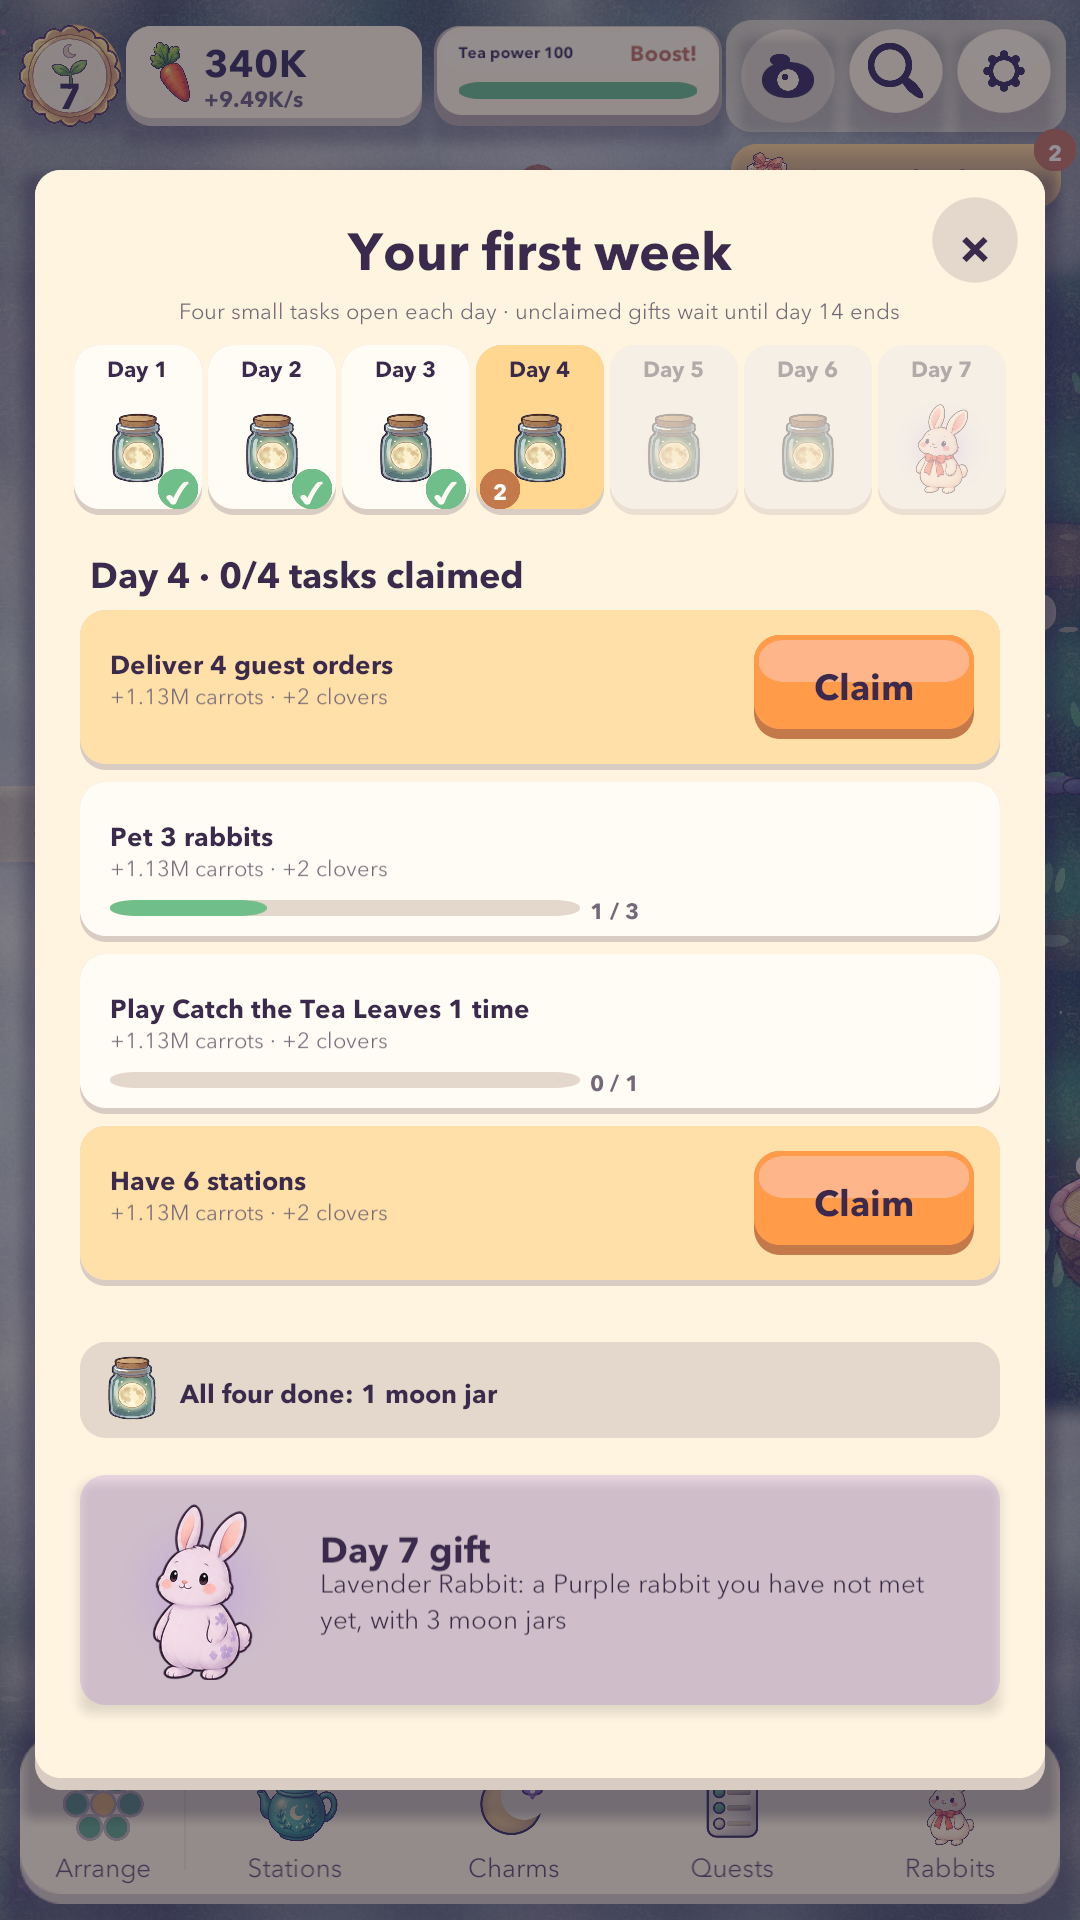 7
340K
+9.49K/s
Tea power 100
Boost!
2
Your first week
×
Four small tasks open each day · unclaimed gifts wait until day 14 ends
Day 1
Day 2
Day 3
Day 4
Day 5
Day 6
Day 7
2
Day 4 · 0/4 tasks claimed
Deliver 4 guest orders
+1.13M carrots · +2 clovers
Claim
Pet 3 rabbits
+1.13M carrots · +2 clovers
1 / 3
Play Catch the Tea Leaves 1 time
+1.13M carrots · +2 clovers
0 / 1
Have 6 stations
+1.13M carrots · +2 clovers
Claim
All four done: 1 moon jar
Day 7 gift
Lavender Rabbit: a Purple rabbit you have not met
yet, with 3 moon jars
Arrange
Stations
Charms
Quests
Rabbits